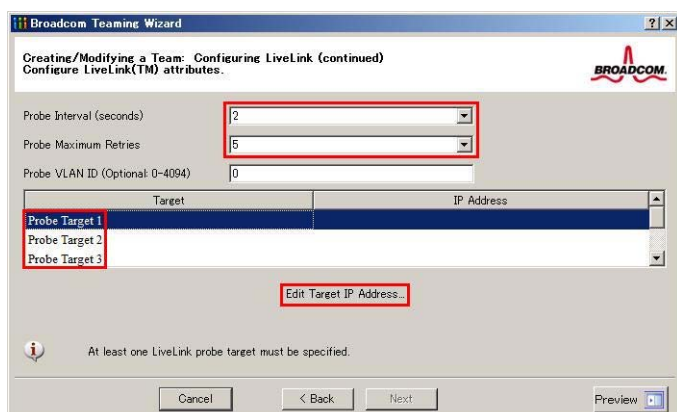 Broadcom Teaming Wizard
Creating/Modifying a Team: Configuring LiveLink (continued)
Configure LiveLink(TM) attributes.
BROADCOM.
Probe Interval (seconds) 2
Probe Maximum Retries 5
Probe VLAN ID (Optional: 0-4094) 0
Target IP Address
Probe Target 1
Probe Target 2
Probe Target 3
Edit Target IP Address...
At least one LiveLink probe target must be specified.
Cancel < Back Next Preview